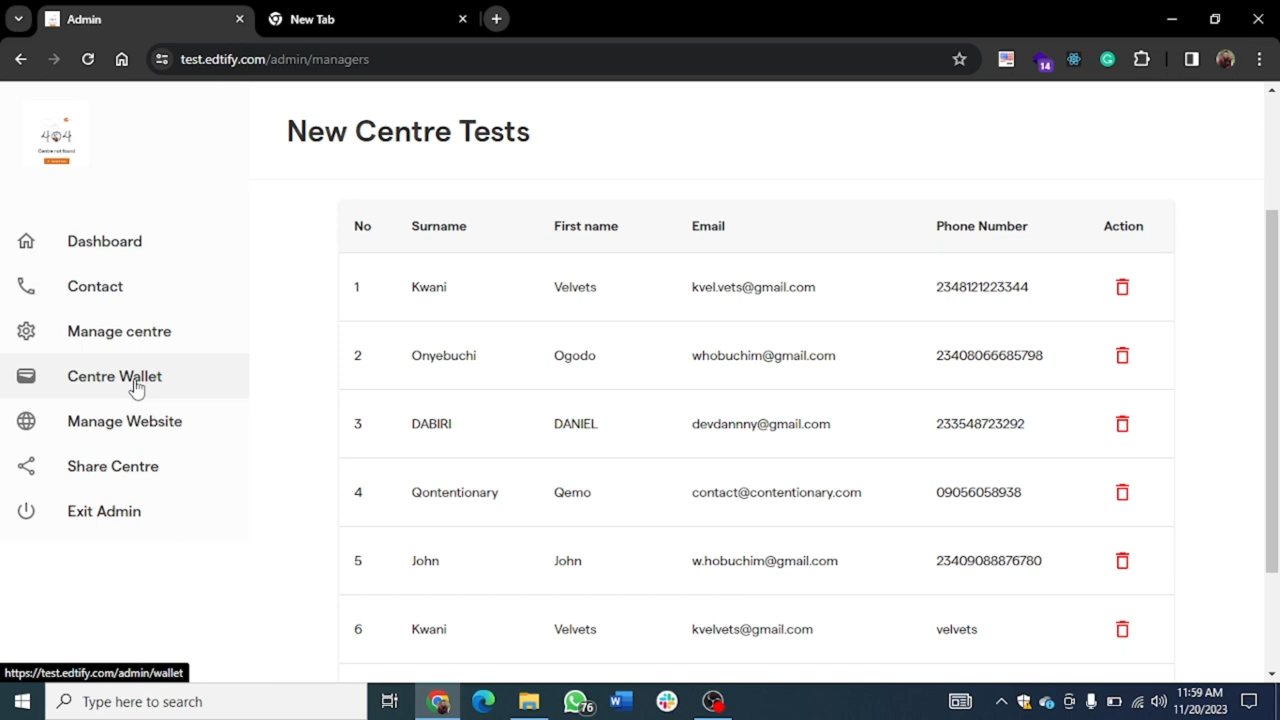 Admin
New Tab
test.edtify.com/admin/managers
14
404
Centre not found
New Centre Tests
Dashboard
Contact
Manage centre
Centre Wallet
Manage Website
Share Centre
Exit Admin
No Surname First name Email Phone Number Action
1 Kwani Velvets kvel.vets@gmail.com 2348121223344
2 Onyebuchi Ogodo whobuchim@gmail.com 23408066685798
3 DABIRI DANIEL devdannny@gmail.com 233548723292
4 Qontentionary Qemo contact@contentionary.com 09056058938
5 John John w.hobuchim@gmail.com 23409088876780
6 Kwani Velvets kvelvets@gmail.com velvets
https://test.edtify.com/admin/wallet
Type here to search
76
11:59 AM
11/20/2023